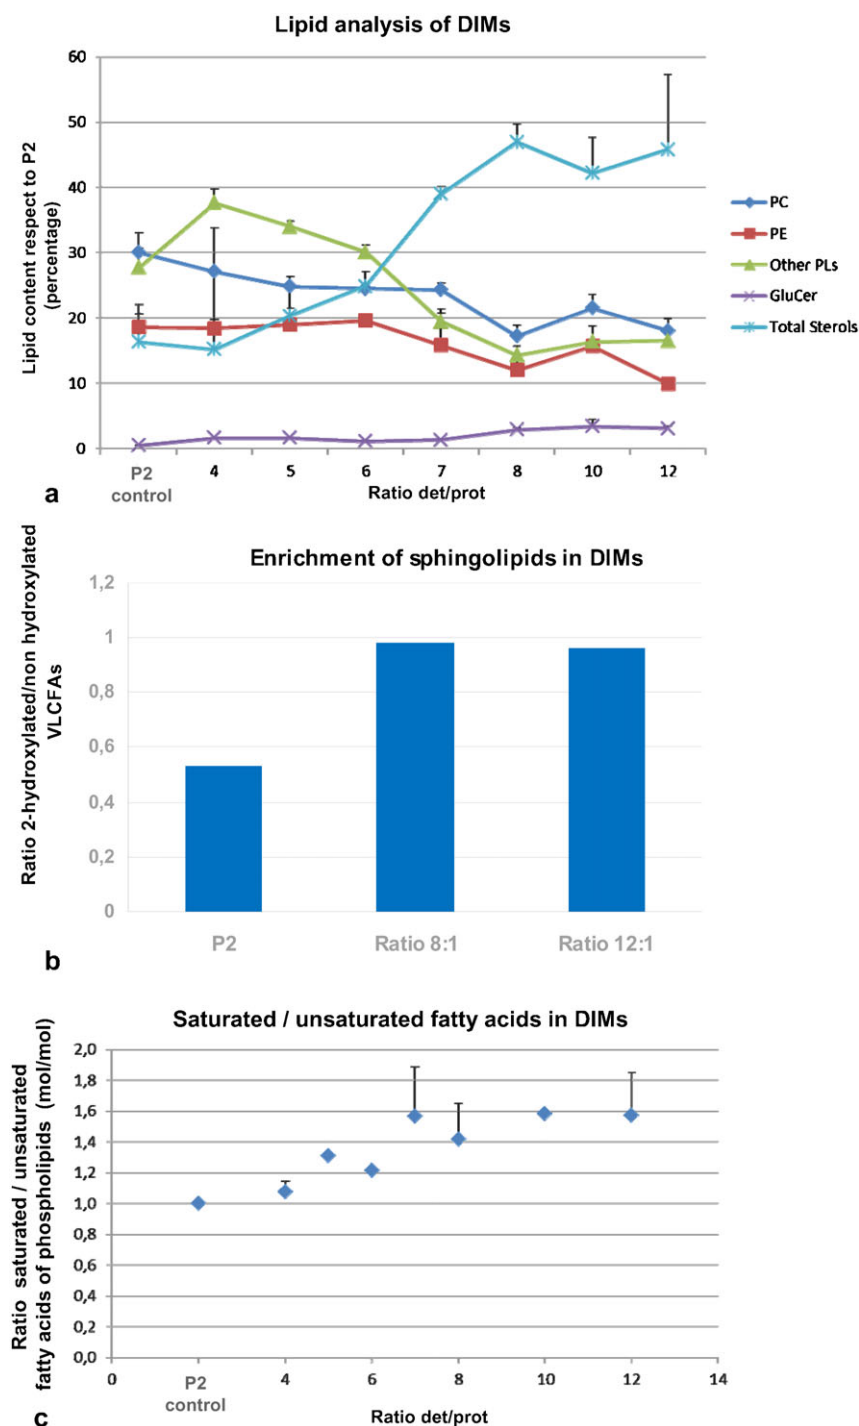 Lipid analysis of DIMs
Lipid content respect to P2
(percentage)
60
50
40
30
20
10
0
P2
control
4
5
6
7
8
10
12
Ratio det/prot
PC
PE
Other PLs
GluCer
Total Sterols
a
Enrichment of sphingolipids in DIMs
Ratio 2-hydroxylated/non hydroxylated
VLCFAs
1,2
1
0,8
0,6
0,4
0,2
0
P2
Ratio 8:1
Ratio 12:1
b
Saturated / unsaturated fatty acids in DIMs
Ratio saturated / unsaturated
fatty acids of phospholipids (mol/mol)
2,0
1,8
1,6
1,4
1,2
1,0
0,8
0,6
0,4
0,2
0,0
0
P2
control
4
6
8
10
12
14
Ratio det/prot
c